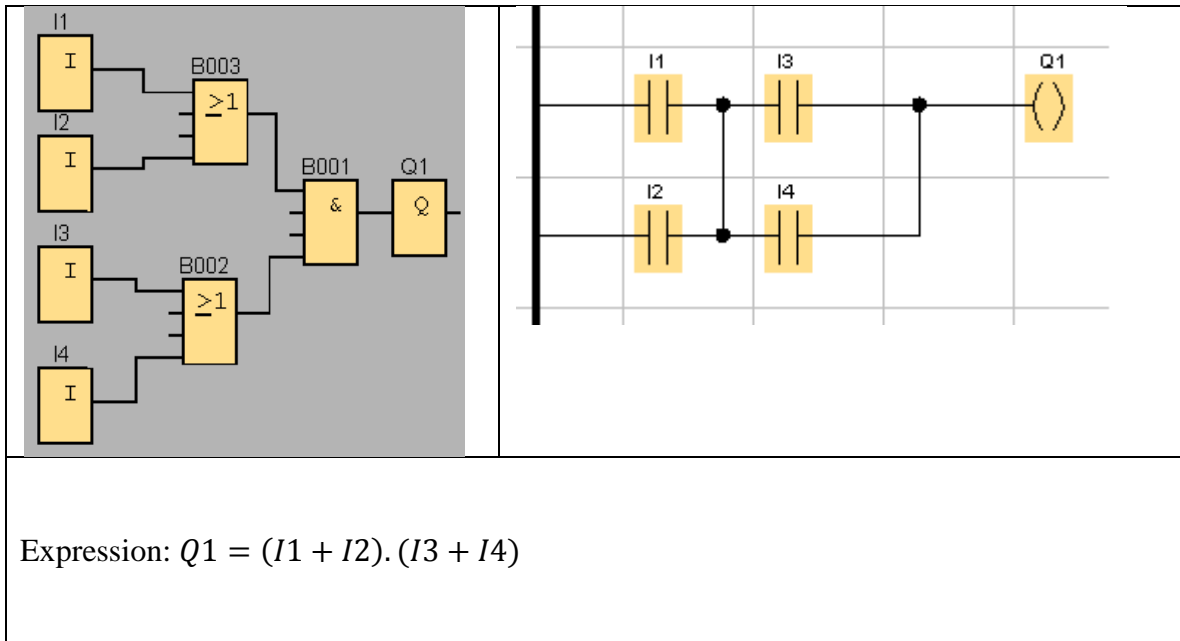 I1
I
B003
≥1
I2
I
B001
&
Q1
Q
I3
I
B002
≥1
I4
I
I1
I3
Q1
I2
I4
Expression: Q1 = (I1 + I2). (I3 + I4)